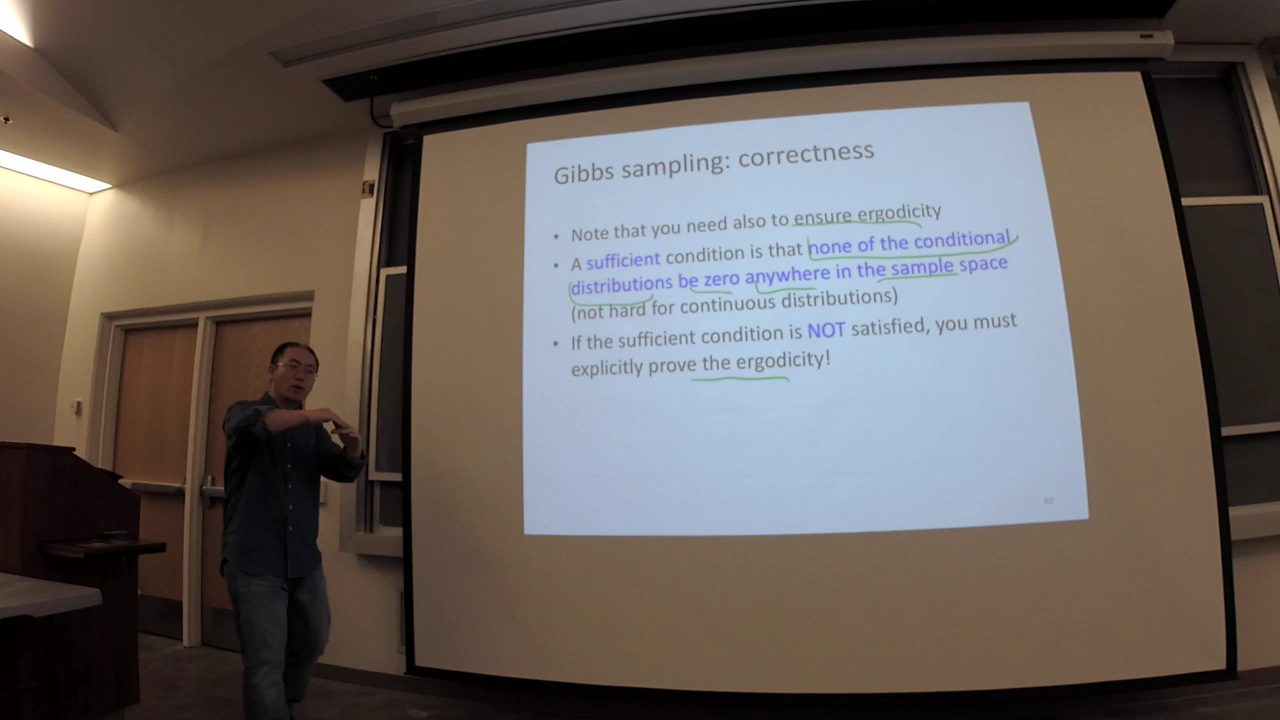 Gibbs sampling: correctness
• Note that you need also to ensure ergodicity
• A sufficient condition is that none of the conditional
distributions be zero anywhere in the sample space
(not hard for continuous distributions)
• If the sufficient condition is NOT satisfied, you must
explicitly prove the ergodicity!
40